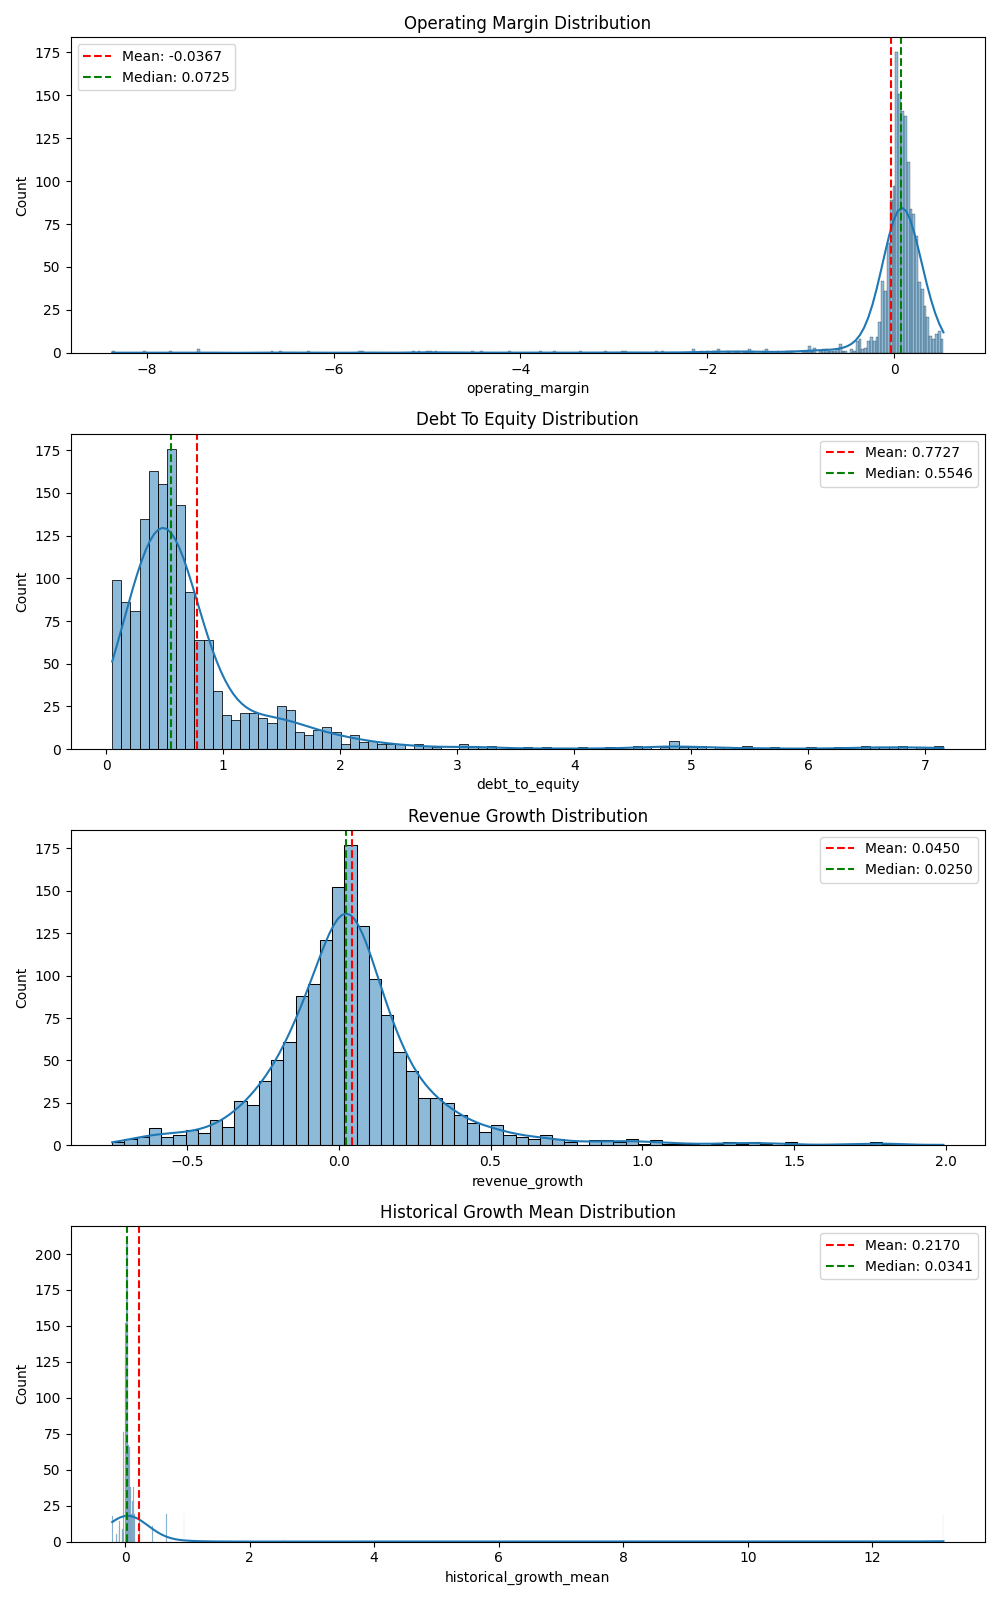 Operating Margin Distribution
Mean: -0.0367
Median: 0.0725
175
150
125
100
75
50
25
0
Count
−8
−6
−4
−2
0
operating_margin
Debt To Equity Distribution
Mean: 0.7727
Median: 0.5546
175
150
125
100
75
50
25
0
Count
0
1
2
3
4
5
6
7
debt_to_equity
Revenue Growth Distribution
Mean: 0.0450
Median: 0.0250
175
150
125
100
75
50
25
0
Count
−0.5
0.0
0.5
1.0
1.5
2.0
revenue_growth
Historical Growth Mean Distribution
Mean: 0.2170
Median: 0.0341
200
175
150
125
100
75
50
25
0
Count
0
2
4
6
8
10
12
historical_growth_mean